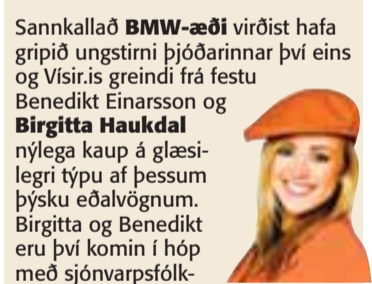 Sannkallað BMW-æði virðist hafa
gripið ungstirni þjóðarinnar því eins
og Vísir.is greindi frá festu
Benedikt Einarsson og
Birgitta Haukdal
nýlega kaup á glæsi-
legri týpu af þessum
þýsku eðalvögnum.
Birgitta og Benedikt
eru því komin í hóp
með sjónvarpsfólk-